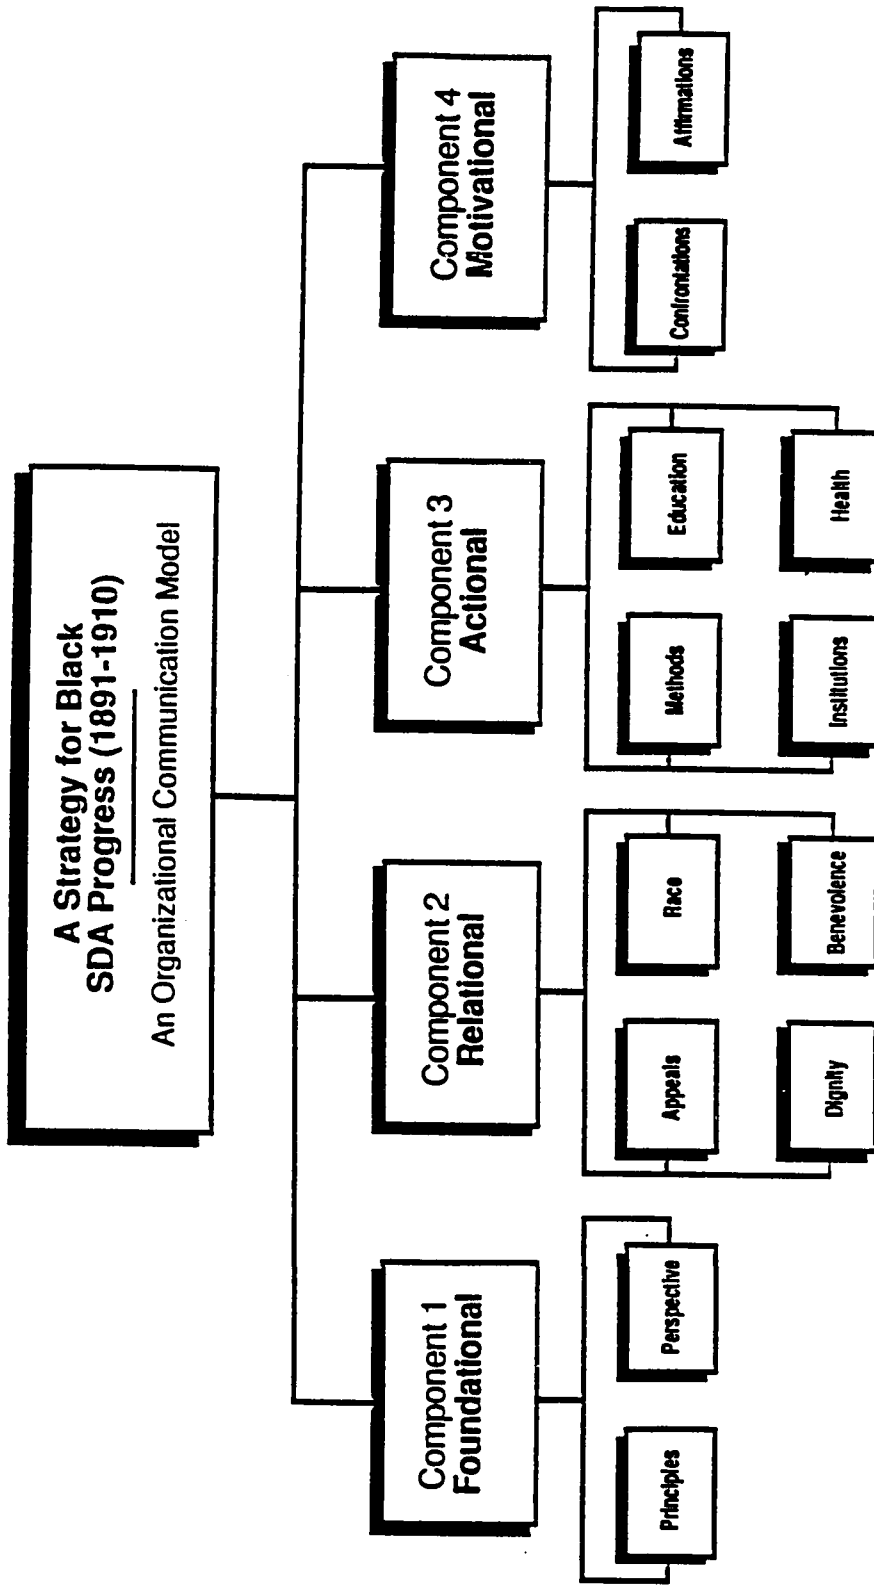 A Strategy for Black
SDA Progress (1891-1910)
An Organizational Communication Model
Component 1
Foundational
Principles
Perspective
Component 2
Relational
Appeals
Race
Dignity
Benevolence
Component 3
Actional
Methods
Education
Institutions
Health
Component 4
Motivational
Confrontations
Affirmations